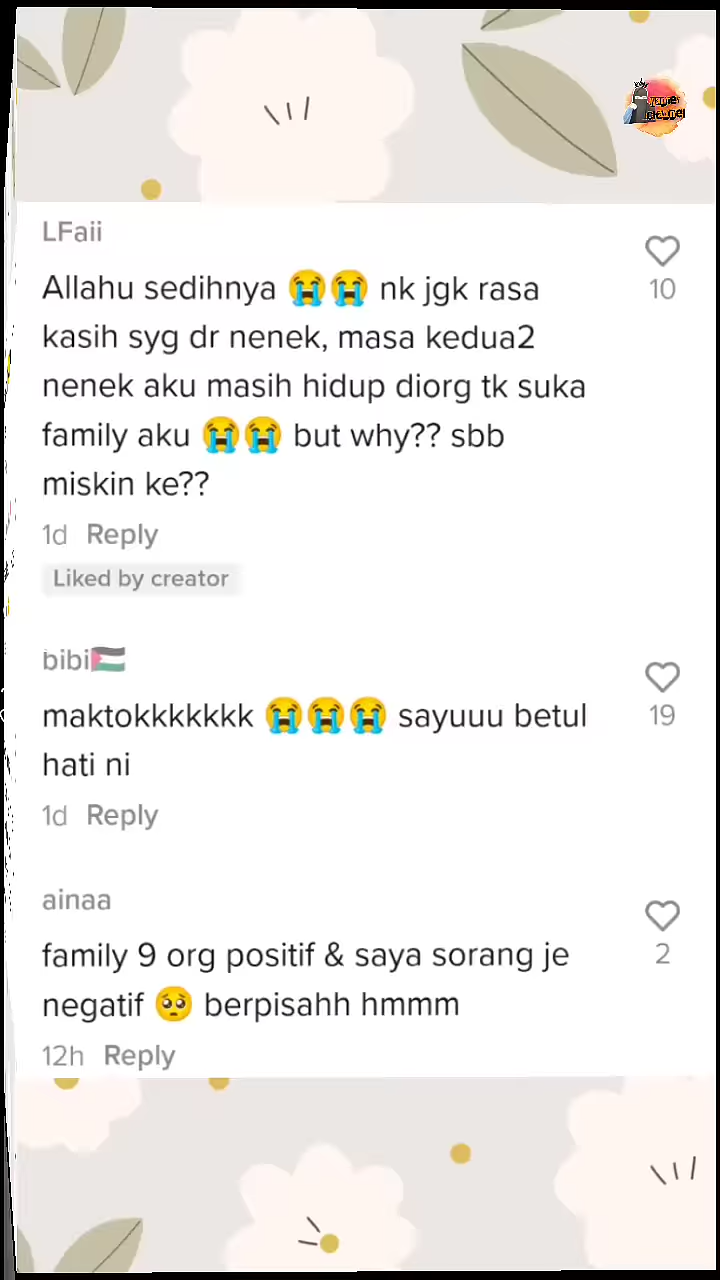 LFaii
Allahu sedihnya 😭😭 nk jgk rasa
kasih syg dr nenek, masa kedua2
nenek aku masih hidup diorg tk suka
family aku 😭😭 but why?? sbb
miskin ke??
10
1d Reply
Liked by creator
bibi🇵🇸
maktokkkkkkk 😭😭😭 sayuuu betul
hati ni
19
1d Reply
ainaa
family 9 org positif & saya sorang je
negatif 🥺 berpisahh hmmm
2
12h Reply